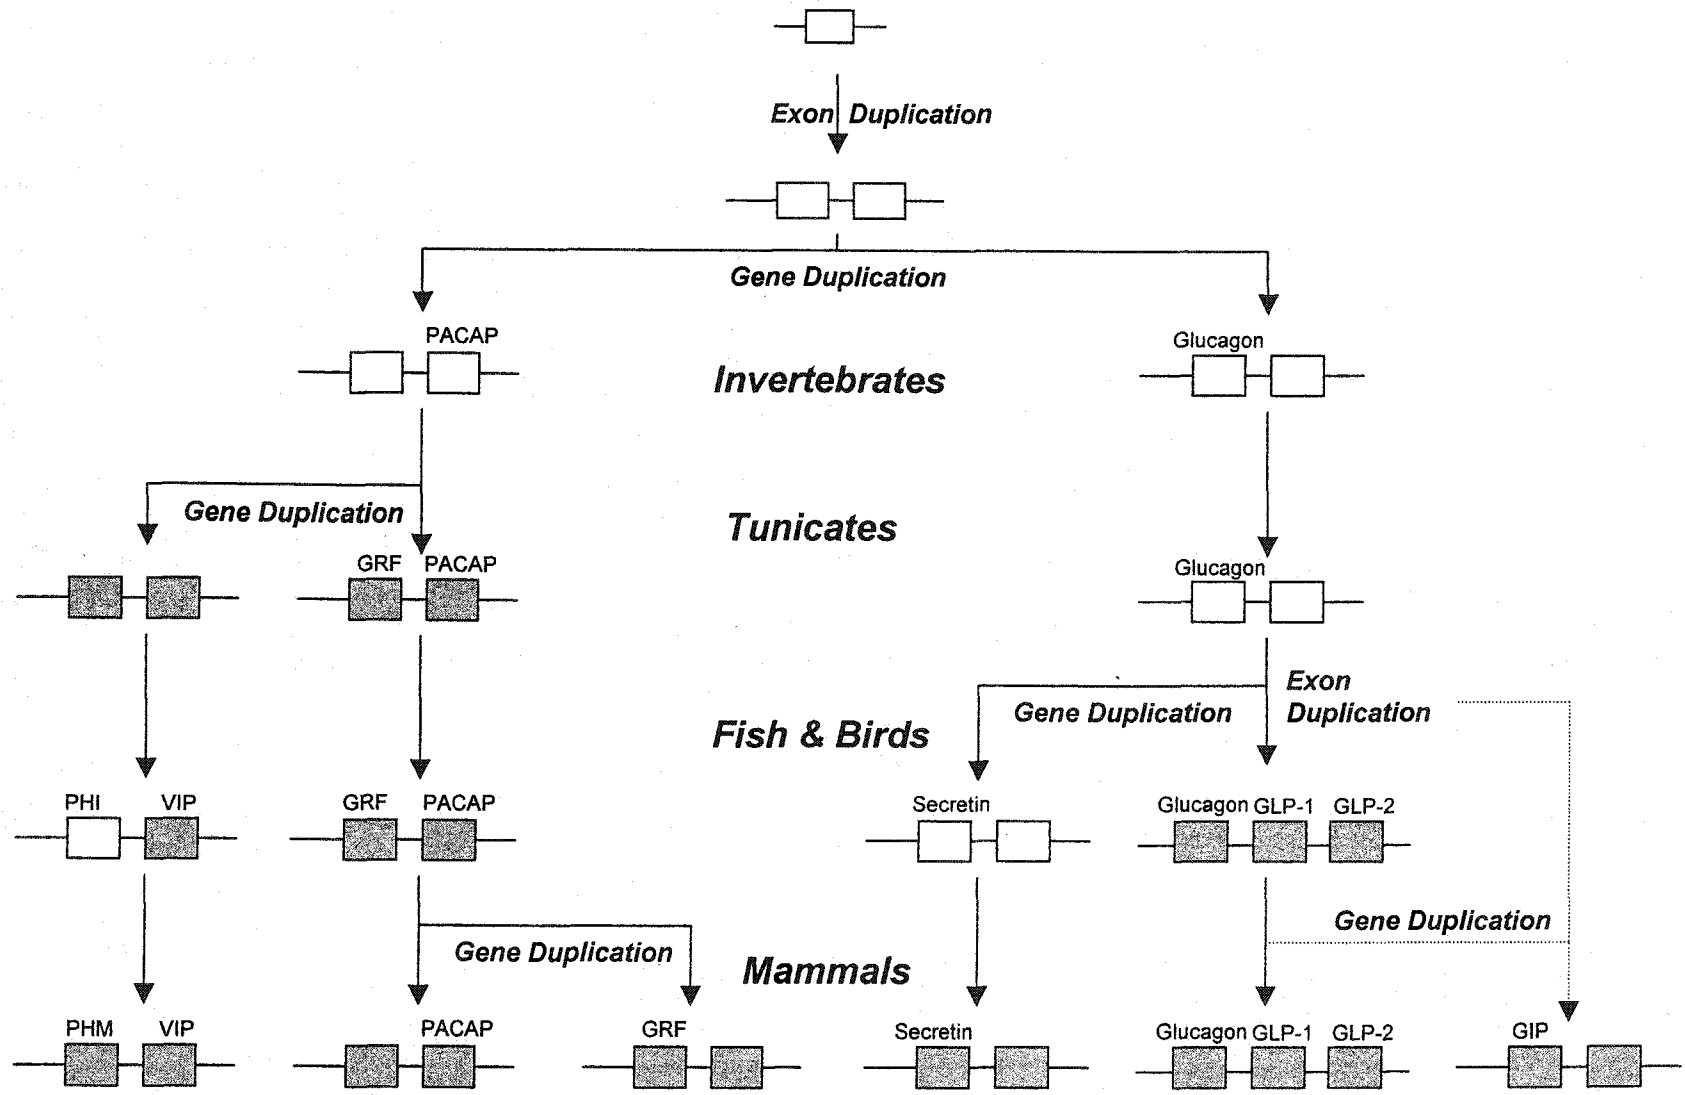 Exon Duplication
Gene Duplication
PACAP
Glucagon
Invertebrates
Gene Duplication
Tunicates
GRF PACAP
Glucagon
Exon
Gene Duplication Duplication
Fish & Birds
PHI VIP GRF PACAP Secretin Glucagon GLP-1 GLP-2
Gene Duplication
Gene Duplication
Mammals
PHM VIP PACAP GRF Secretin Glucagon GLP-1 GLP-2 GIP